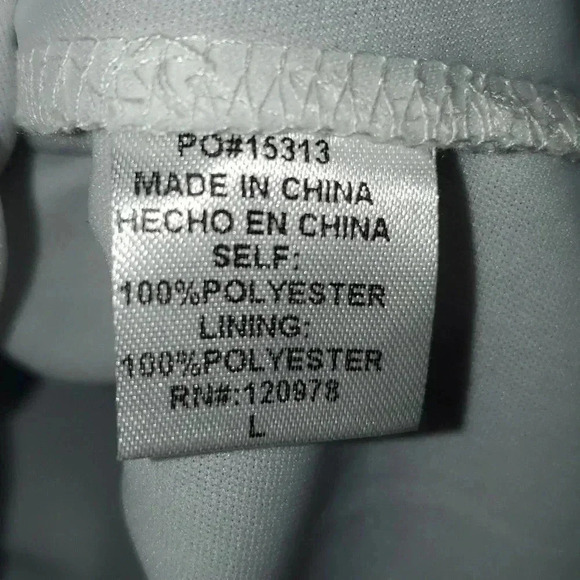 PO#15313
MADE IN CHINA
HECHO EN CHINA
SELF:
100%POLYESTER
LINING:
100%POLYESTER
RN#:120978
L